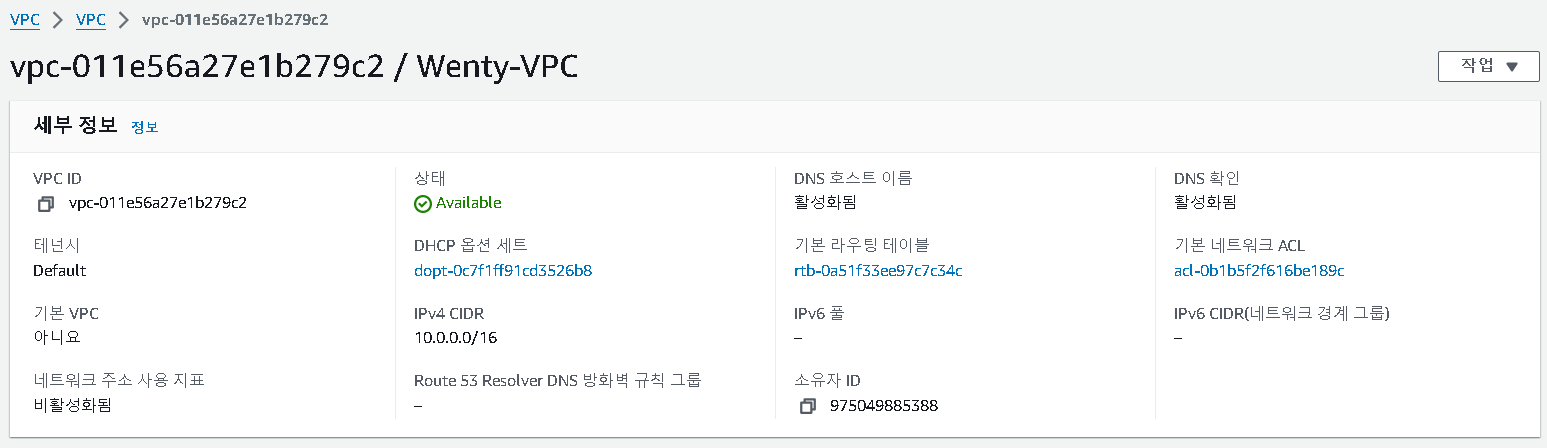 VPC > VPC > vpc-011e56a27e1b279c2
vpc-011e56a27e1b279c2 / Wenty-VPC
작업 ▼
세부 정보 정보
VPC ID
vpc-011e56a27e1b279c2
상태
Available
DNS 호스트 이름
활성화됨
DNS 확인
활성화됨
테넌시
Default
DHCP 옵션 세트
dopt-0c7f1ff91cd3526b8
기본 라우팅 테이블
rtb-0a51f33ee97c7c34c
기본 네트워크 ACL
acl-0b1b5f2f616be189c
기본 VPC
아니요
IPv4 CIDR
10.0.0.0/16
IPv6 풀
–
IPv6 CIDR(네트워크 경계 그룹)
–
네트워크 주소 사용 지표
비활성화됨
Route 53 Resolver DNS 방화벽 규칙 그룹
–
소유자 ID
975049885388